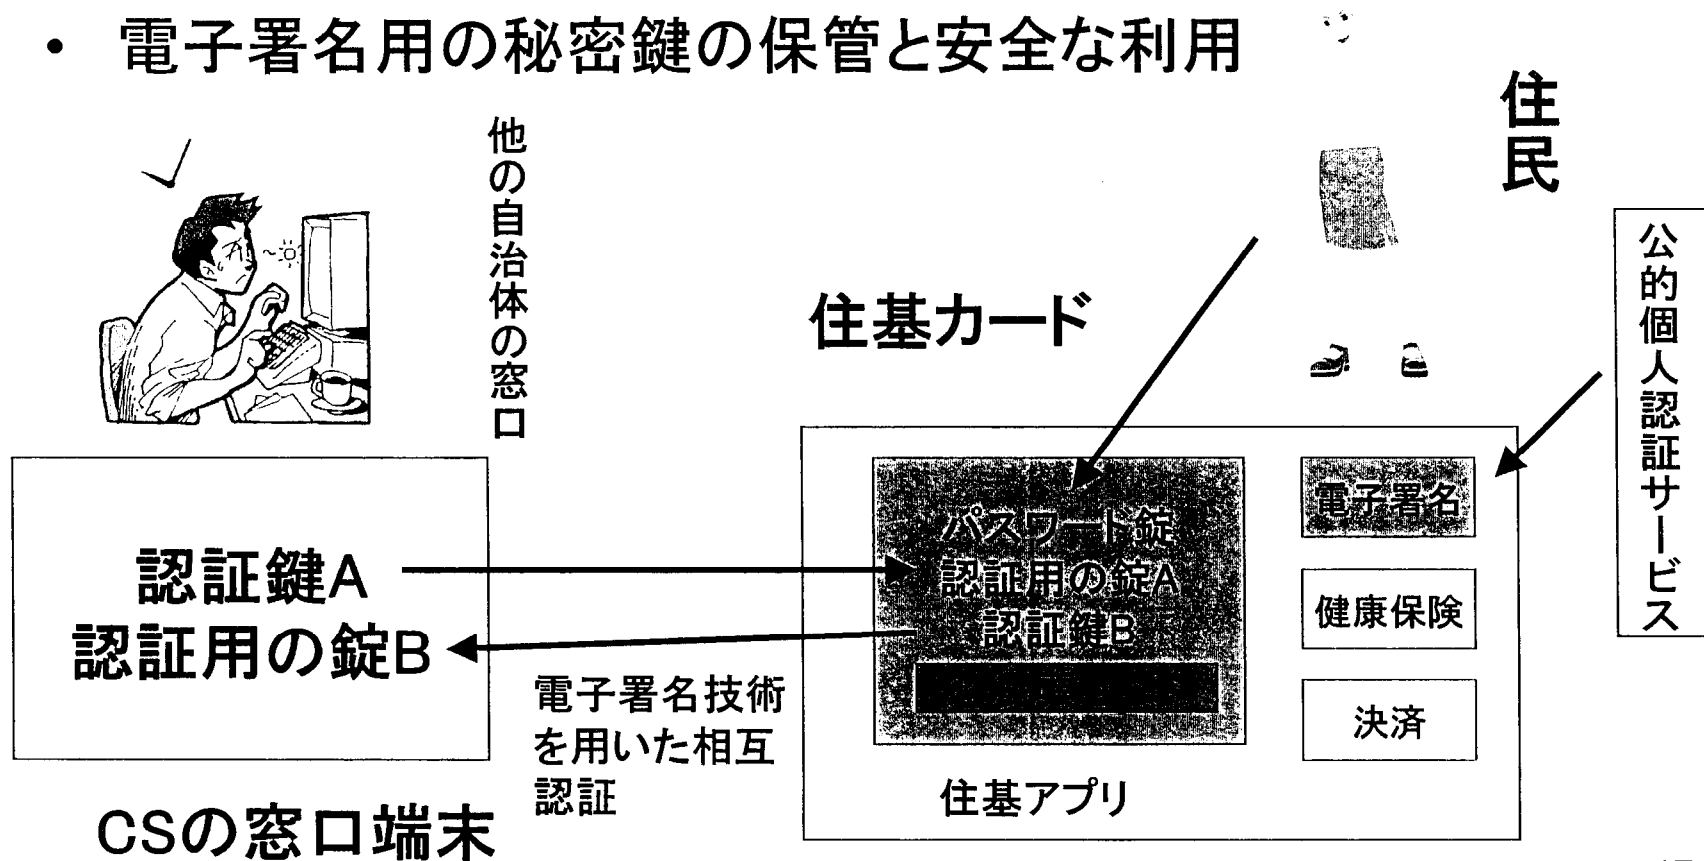 • 電子署名用の秘密鍵の保管と安全な利用
他の自治体の窓口
住民
公的個人認証サービス
住基カード
認証鍵A
認証用の錠B
パスワード錠
認証用の錠A
認証鍵B
電子署名
健康保険
決済
電子署名技術
を用いた相互
認証
住基アプリ
CSの窓口端末